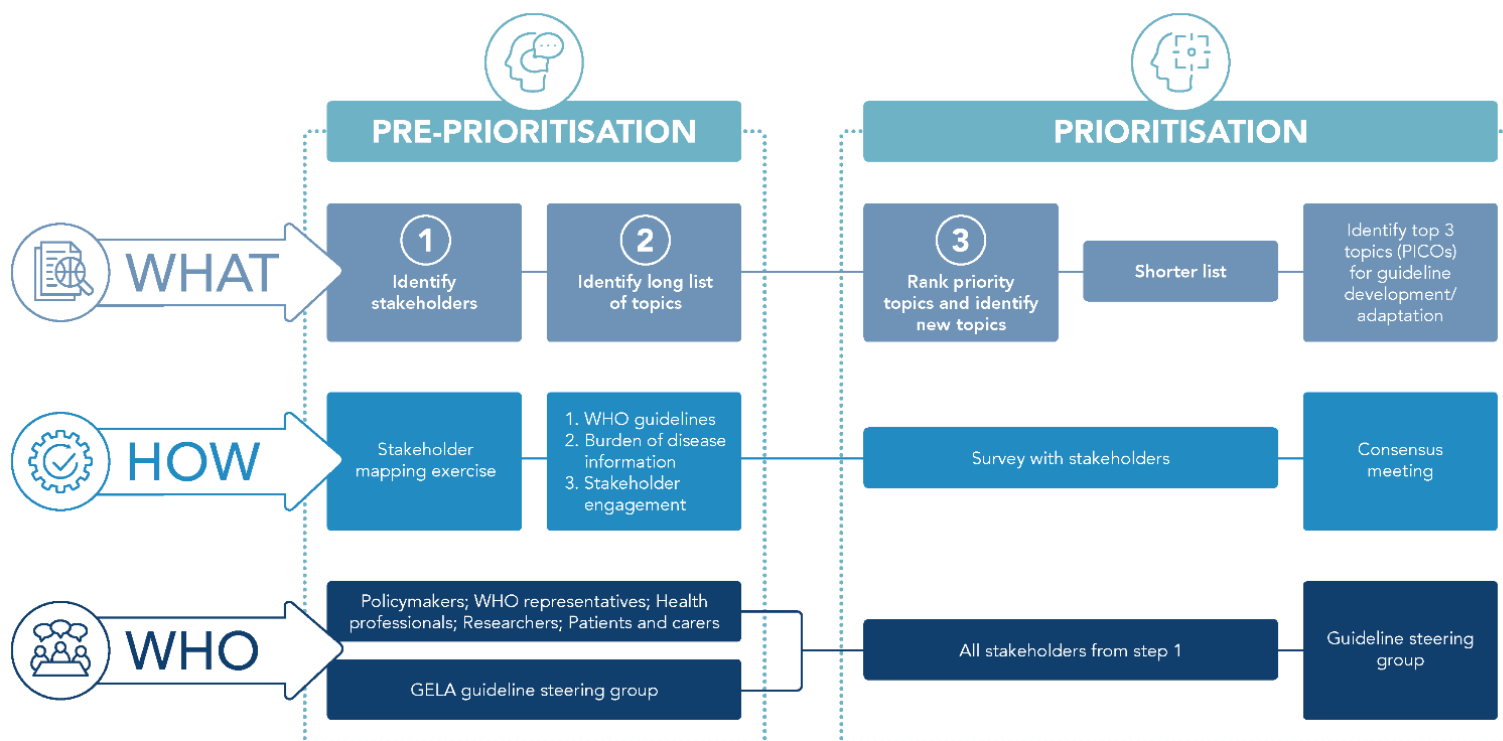 PRE-PRIORITISATION
PRIORITISATION
WHAT
1
Identify
stakeholders
2
Identify long list
of topics
3
Rank priority
topics and identify
new topics
Shorter list
Identify top 3
topics (PICOs)
for guideline
development/
adaptation
HOW
Stakeholder
mapping exercise
1. WHO guidelines
2. Burden of disease
information
3. Stakeholder
engagement
Survey with stakeholders
Consensus
meeting
WHO
Policymakers; WHO representatives; Health
professionals; Researchers; Patients and carers
GELA guideline steering group
All stakeholders from step 1
Guideline steering
group